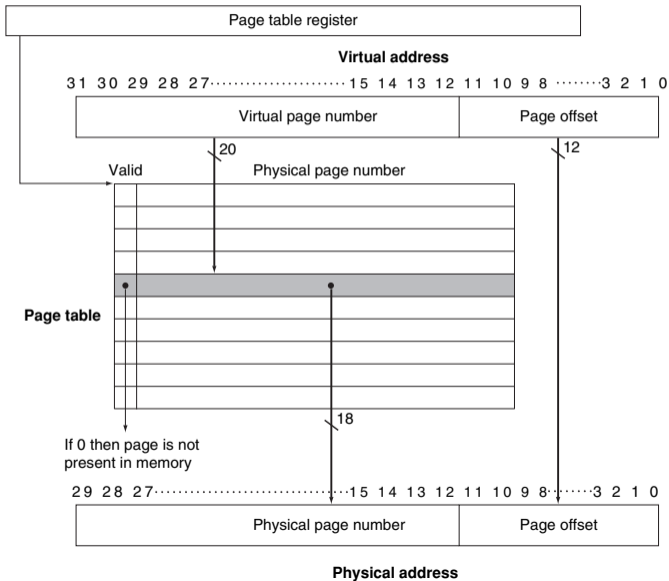 Page table register
Virtual address
31 30 29 28 27··················15 14 13 12 11 10 9 8 ·······3 2 1 0
Virtual page number Page offset
20 12
Valid Physical page number
Page table
18
If 0 then page is not
present in memory
29 28 27··························15 14 13 12 11 10 9 8·······3 2 1 0
Physical page number Page offset
Physical address